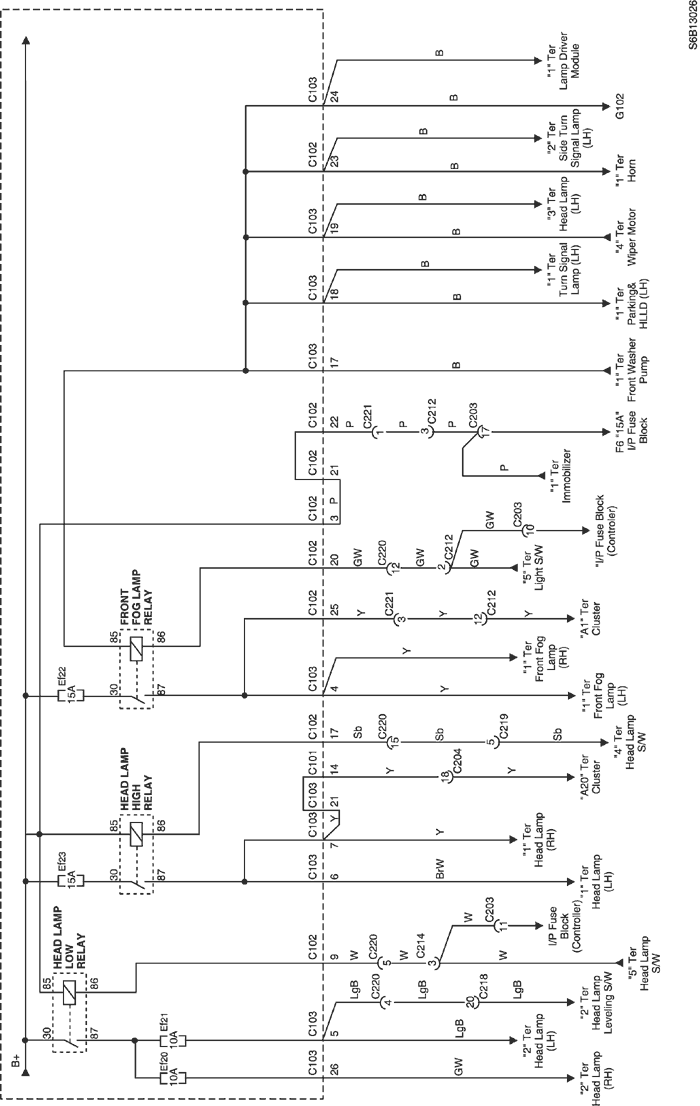 S6B13026
B+
HEAD LAMP
LOW
RELAY
30
85
87
86
Ef20
10A
Ef21
10A
Ef23
15A
HEAD LAMP
HIGH
RELAY
30
85
87
86
Ef22
15A
FRONT
FOG LAMP
RELAY
30
85
87
86
C103
26
GW
"2" Ter
Head Lamp
(RH)
C103
5
LgB
"2" Ter
Head Lamp
(LH)
LgB
C220
4
LgB
20
C218
LgB
"2" Ter
Head Lamp
Leveling S/W
C102
9
W
C220
5
W
C214
3
W
"5" Ter
Head Lamp
S/W
W
C203
11
I/P Fuse
Block
(Controller)
C103
6
BrW
"1" Ter
Head Lamp
(LH)
C103
7
Y
Y
"1" Ter
Head Lamp
(RH)
C103
21
C101
14
Y
18
C204
Y
"A20" Ter
Cluster
C102
17
Sb
C220
15
Sb
5
C219
Sb
"4" Ter
Head Lamp
S/W
C103
4
Y
"1" Ter
Front Fog
Lamp
(LH)
Y
"1" Ter
Front Fog
Lamp
(RH)
C102
25
Y
C221
3
Y
12
C212
Y
"A1" Ter
Cluster
C102
20
GW
C220
12
GW
2
C212
GW
"5" Ter
Light S/W
GW
C203
10
"I/P Fuse Block
(Controler)
C102
3
P
C102
21
C102
22
P
C221
1
P
3
C212
P
C203
17
F6 "15A"
I/P Fuse
Block
P
"1" Ter
Immobilizer
C103
17
B
"1" Ter
Front Washer
Pump
C103
18
B
"1" Ter
Parking&
HLLD (LH)
B
"1" Ter
Turn Signal
Lamp (LH)
C103
19
B
"4" Ter
Wiper Motor
B
"3" Ter
Head Lamp
(LH)
C102
23
B
"1" Ter
Horn
B
"2" Ter
Side Turn
Signal Lamp
(LH)
C103
24
B
G102
B
"1" Ter
Lamp Driver
Module